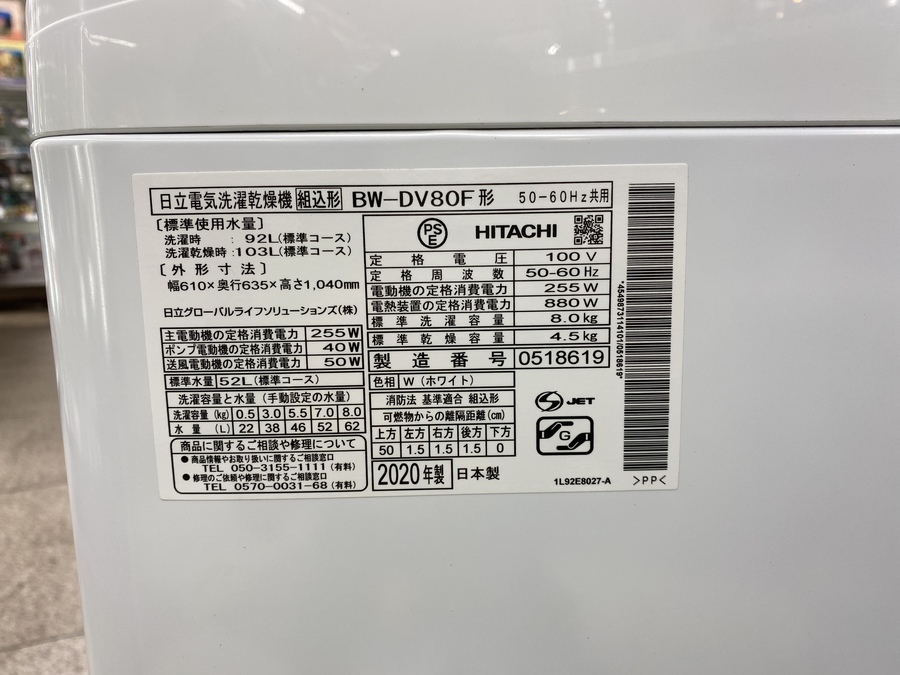 日立電気洗濯乾燥機 組込形 BW-DV80F形 50-60Hz共用
[標準使用水量]
洗濯時 : 92L(標準コース)
洗濯乾燥時:103L(標準コース)
[外形寸法]
幅610×奥行635×高さ1,040mm
日立グローバルライフソリューションズ(株)
主電動機の定格消費電力 255W
ポンプ電動機の定格消費電力 40W
送風電動機の定格消費電力 50W
標準水量 52L(標準コース)
洗濯容量と水量 (手動設定の水量)
洗濯容量(kg) 0.5 3.0 5.5 7.0 8.0
水量(L) 22 38 46 52 62
商品に関するご相談や修理について
●商品情報やお取り扱いに関するご相談窓口
TEL 050-3155-1111 (有料)
●修理のご依頼や修理に関するご相談窓口
TEL 0570-0031-68 (有料)
PSE HITACHI
定格電圧 100V
定格周波数 50-60Hz
電動機の定格消費電力 255W
電熱装置の定格消費電力 880W
標準洗濯容量 8.0kg
標準乾燥容量 4.5kg
製造番号 0518619
色相 W(ホワイト)
消防法 基準適合 組込形
可燃物からの離隔距離(cm)
上方 左方 右方 後方 下方
50 1.5 1.5 1.5 0
2020年製 日本製
S JET
G
1L92E8027-A >PP<
*4549873114101051861９*